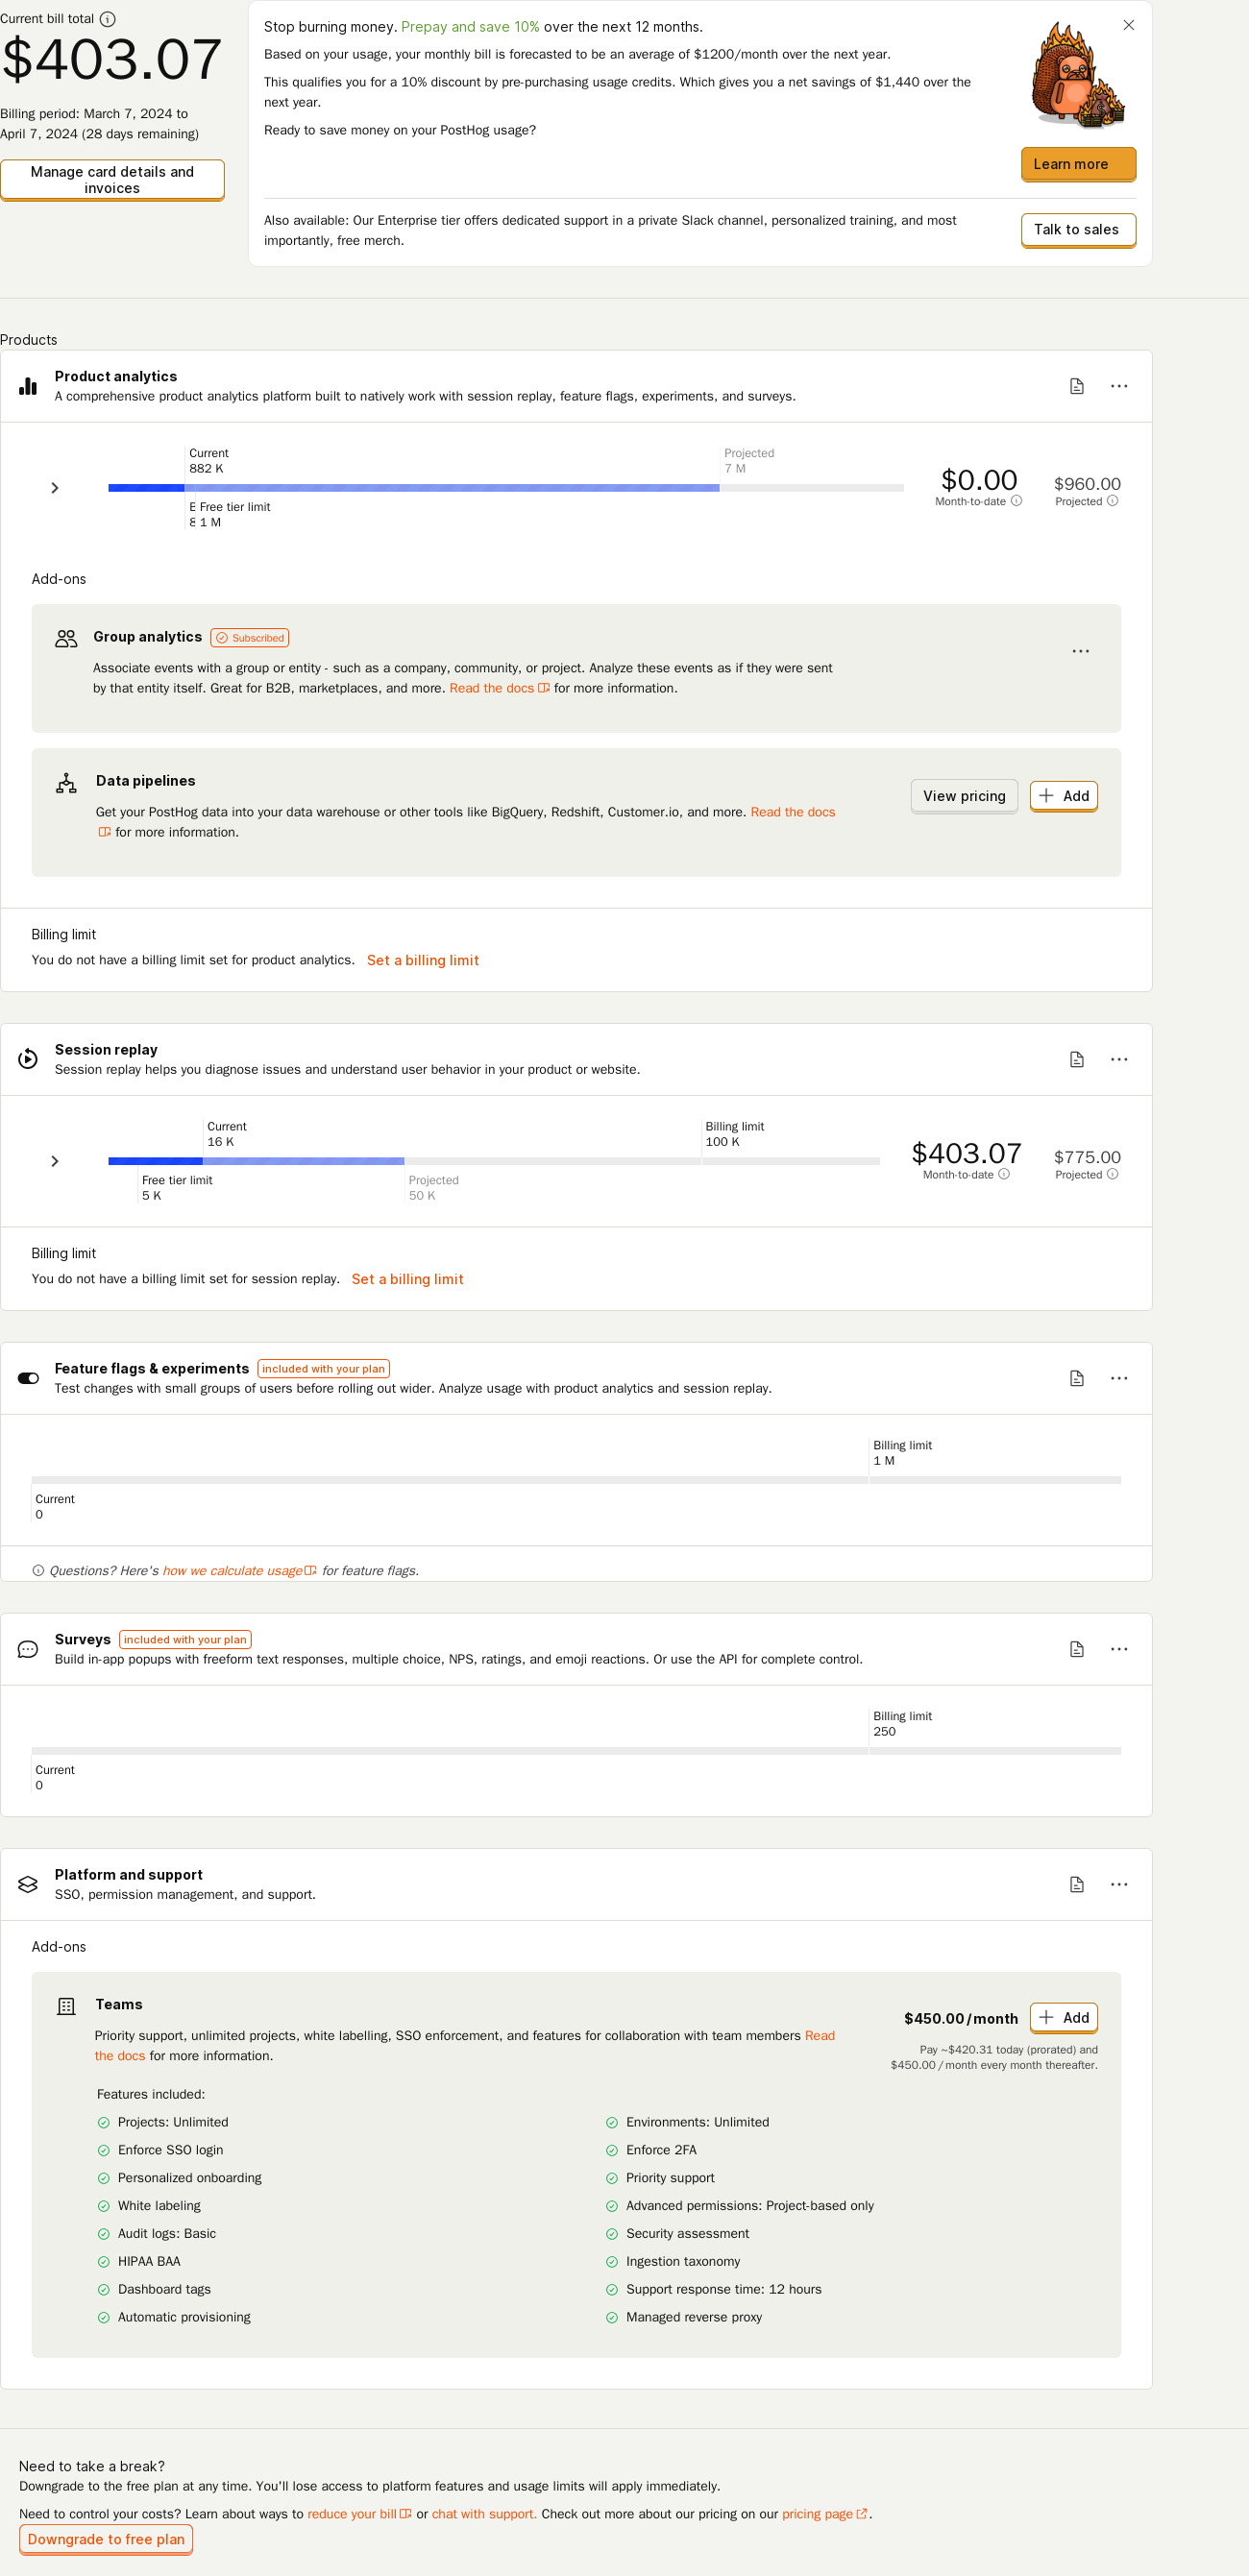 Current bill total
$403.07
Billing period: March 7, 2024 to
April 7, 2024 (28 days remaining)
Manage card details and
invoices
Stop burning money. Prepay and save 10% over the next 12 months.
Based on your usage, your monthly bill is forecasted to be an average of $1200/month over the next year.
This qualifies you for a 10% discount by pre-purchasing usage credits. Which gives you a net savings of $1,440 over the
next year.
Ready to save money on your PostHog usage?
Learn more
Also available: Our Enterprise tier offers dedicated support in a private Slack channel, personalized training, and most
importantly, free merch.
Talk to sales
Products
Product analytics
A comprehensive product analytics platform built to natively work with session replay, feature flags, experiments, and surveys.
Current
882 K
Projected
7 M
Free tier limit
1 M
$0.00
Month-to-date
$960.00
Projected
Add-ons
Group analytics Subscribed
Associate events with a group or entity - such as a company, community, or project. Analyze these events as if they were sent
by that entity itself. Great for B2B, marketplaces, and more. Read the docs for more information.
Data pipelines
Get your PostHog data into your data warehouse or other tools like BigQuery, Redshift, Customer.io, and more. Read the docs
for more information.
View pricing
Add
Billing limit
You do not have a billing limit set for product analytics. Set a billing limit
Session replay
Session replay helps you diagnose issues and understand user behavior in your product or website.
Current
16 K
Billing limit
100 K
Free tier limit
5 K
Projected
50 K
$403.07
Month-to-date
$775.00
Projected
Billing limit
You do not have a billing limit set for session replay. Set a billing limit
Feature flags & experiments included with your plan
Test changes with small groups of users before rolling out wider. Analyze usage with product analytics and session replay.
Billing limit
1 M
Current
0
Questions? Here's how we calculate usage for feature flags.
Surveys included with your plan
Build in-app popups with freeform text responses, multiple choice, NPS, ratings, and emoji reactions. Or use the API for complete control.
Billing limit
250
Current
0
Platform and support
SSO, permission management, and support.
Add-ons
Teams
Priority support, unlimited projects, white labelling, SSO enforcement, and features for collaboration with team members Read
the docs for more information.
$450.00/month
Add
Pay ~$420.31 today (prorated) and
$450.00/month every month thereafter.
Features included:
Projects: Unlimited
Environments: Unlimited
Enforce SSO login
Enforce 2FA
Personalized onboarding
Priority support
White labeling
Advanced permissions: Project-based only
Audit logs: Basic
Security assessment
HIPAA BAA
Ingestion taxonomy
Dashboard tags
Support response time: 12 hours
Automatic provisioning
Managed reverse proxy
Need to take a break?
Downgrade to the free plan at any time. You'll lose access to platform features and usage limits will apply immediately.
Need to control your costs? Learn about ways to reduce your bill or chat with support. Check out more about our pricing on our pricing page.
Downgrade to free plan